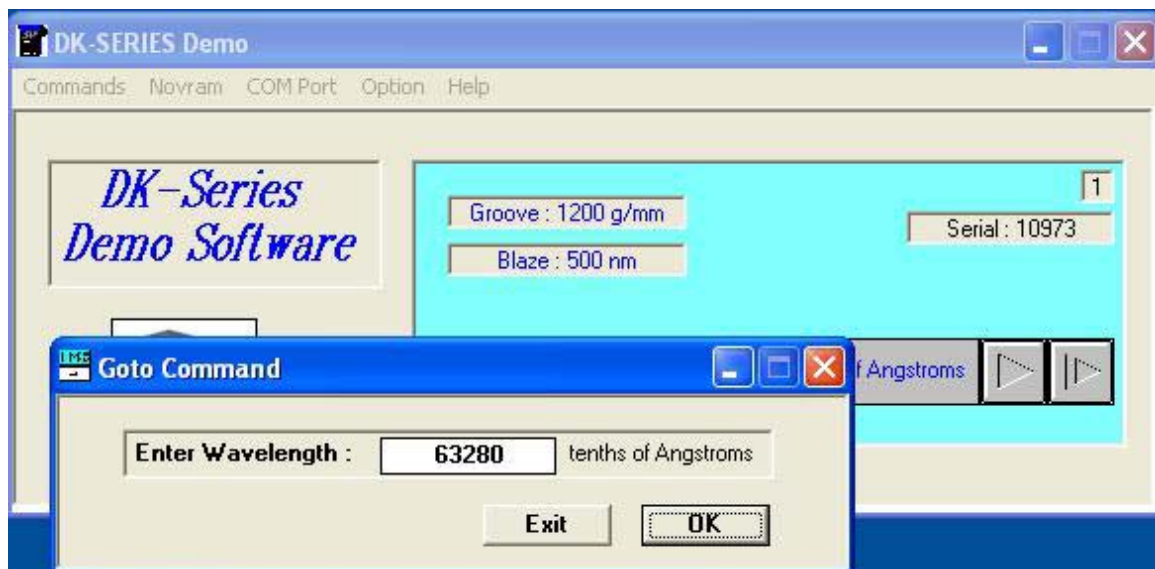 DK-SERIES Demo
Commands Novram COM Port Option Help
DK-Series
Demo Software
Groove : 1200 g/mm
Blaze : 500 nm
1
Serial : 10973
f Angstroms
Goto Command
Enter Wavelength : 63280 tenths of Angstroms
Exit OK